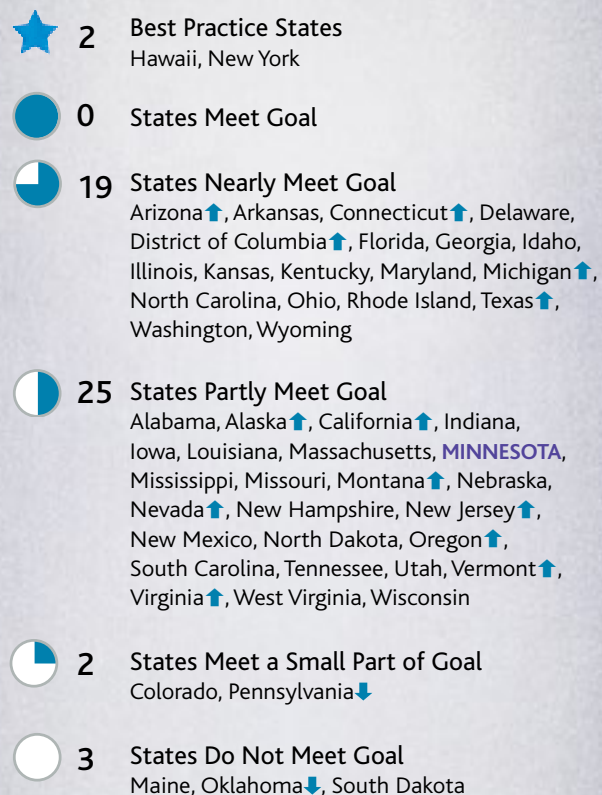 2 Best Practice States
Hawaii, New York
0 States Meet Goal
19 States Nearly Meet Goal
Arizona⬆, Arkansas, Connecticut⬆, Delaware,
District of Columbia⬆, Florida, Georgia, Idaho,
Illinois, Kansas, Kentucky, Maryland, Michigan⬆,
North Carolina, Ohio, Rhode Island, Texas⬆,
Washington, Wyoming
25 States Partly Meet Goal
Alabama, Alaska⬆, California⬆, Indiana,
Iowa, Louisiana, Massachusetts, MINNESOTA,
Mississippi, Missouri, Montana⬆, Nebraska,
Nevada⬆, New Hampshire, New Jersey⬆,
New Mexico, North Dakota, Oregon⬆,
South Carolina, Tennessee, Utah, Vermont⬆,
Virginia⬆, West Virginia, Wisconsin
2 States Meet a Small Part of Goal
Colorado, Pennsylvania⬇
3 States Do Not Meet Goal
Maine, Oklahoma⬇, South Dakota